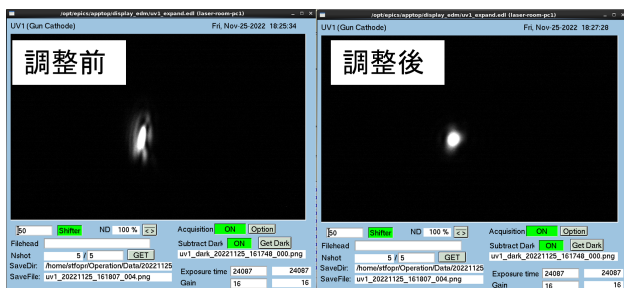 /opt/epics/apptop/display_edm/uv1_expand.edl (laser-room-pc1)
UV1 (Gun Cathode) Fri, Nov-25-2022 18:25:34
調整前
50 Shifter ND 100 % <> Acquisition ON Option
Filehead Subtract Dark ON Get Dark
Nshot 5 / 5 GET uv1_dark_20221125_161748_000.png
SaveDir: /home/stfopr/Operation/Data/20221125
Exposure time 24087 24087
SaveFile: uv1_20221125_161807_004.png
Gain 16 16
/opt/epics/apptop/display_edm/uv1_expand.edl (laser-room-pc1)
UV1 (Gun Cathode) Fri, Nov-25-2022 18:27:28
調整後
50 Shifter ND 100 % <> Acquisition ON Option
Filehead Subtract Dark ON Get Dark
Nshot 5 / 5 GET uv1_dark_20221125_161748_000.png
SaveDir: /home/stfopr/Operation/Data/20221125
Exposure time 24087 24087
SaveFile: uv1_20221125_161807_004.png
Gain 16 16